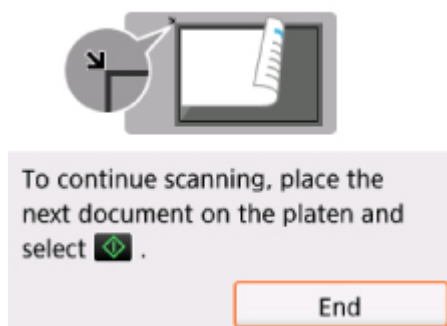 To continue scanning, place the
next document on the platen and
select .
End